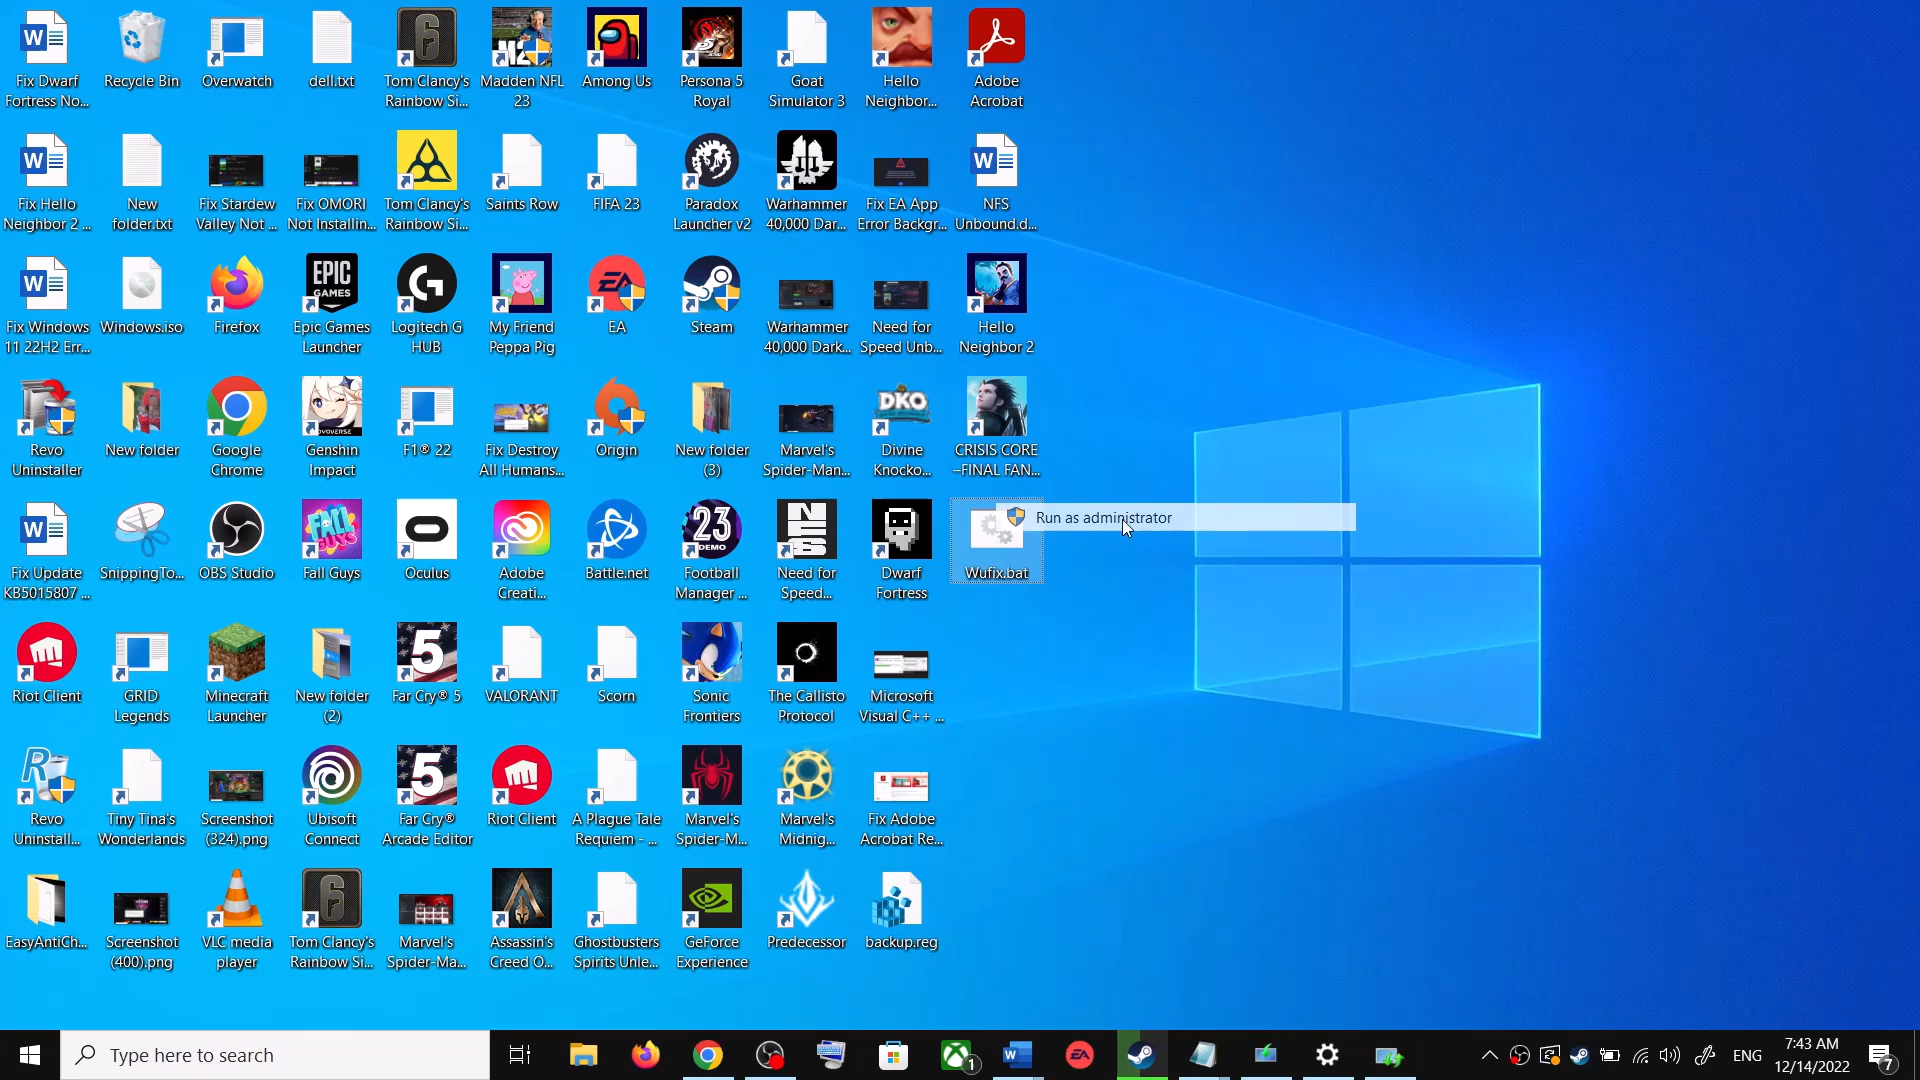 Fix Dwarf
Fortress No...
Recycle Bin
Overwatch
dell.txt
Tom Clancy's
Rainbow Si...
Madden NFL
23
Among Us
Persona 5
Royal
Goat
Simulator 3
Hello
Neighbor...
Adobe
Acrobat
Fix Hello
Neighbor 2 ...
New
folder.txt
Fix Stardew
Valley Not ...
Fix OMORI
Not Installin...
Tom Clancy's
Rainbow Si...
Saints Row
FIFA 23
Paradox
Launcher v2
Warhammer
40,000 Dar...
Fix EA App
Error Backgr...
NFS
Unbound.d...
Fix Windows
11 22H2 Err...
Windows.iso
Firefox
EPIC
GAMES
Epic Games
Launcher
Logitech G
HUB
My Friend
Peppa Pig
EA
Steam
Warhammer
40,000 Dark...
Need for
Speed Unb...
Hello
Neighbor 2
Revo
Uninstaller
New folder
Google
Chrome
Genshin
Impact
F1® 22
Fix Destroy
All Humans...
Origin
New folder
(3)
Marvel's
Spider-Man...
DKO
Divine
Knocko...
CRISIS CORE
–FINAL FAN...
Fix Update
KB5015807 ...
SnippingTo...
OBS Studio
FALL
GUYS
Fall Guys
Oculus
Adobe
Creati...
Battle.net
23
DEMO
Football
Manager ...
Need for
Speed...
Dwarf
Fortress
Wufix.bat
Run as administrator
Riot Client
GRID
Legends
Minecraft
Launcher
New folder
(2)
5
Far Cry® 5
VALORANT
Scorn
Sonic
Frontiers
The Callisto
Protocol
Microsoft
Visual C++ ...
Revo
Uninstall...
Tiny Tina's
Wonderlands
Screenshot
(324).png
Ubisoft
Connect
5
Far Cry®
Arcade Editor
Riot Client
A Plague Tale
Requiem - ...
Marvel's
Spider-M...
Marvel's
Midnig...
Fix Adobe
Acrobat Re...
EasyAntiCh...
Screenshot
(400).png
VLC media
player
Tom Clancy's
Rainbow Si...
Marvel's
Spider-Ma...
Assassin's
Creed O...
Ghostbusters
Spirits Unle...
GeForce
Experience
Predecessor
backup.reg
Type here to search
1
EA
ENG
7:43 AM
12/14/2022
7